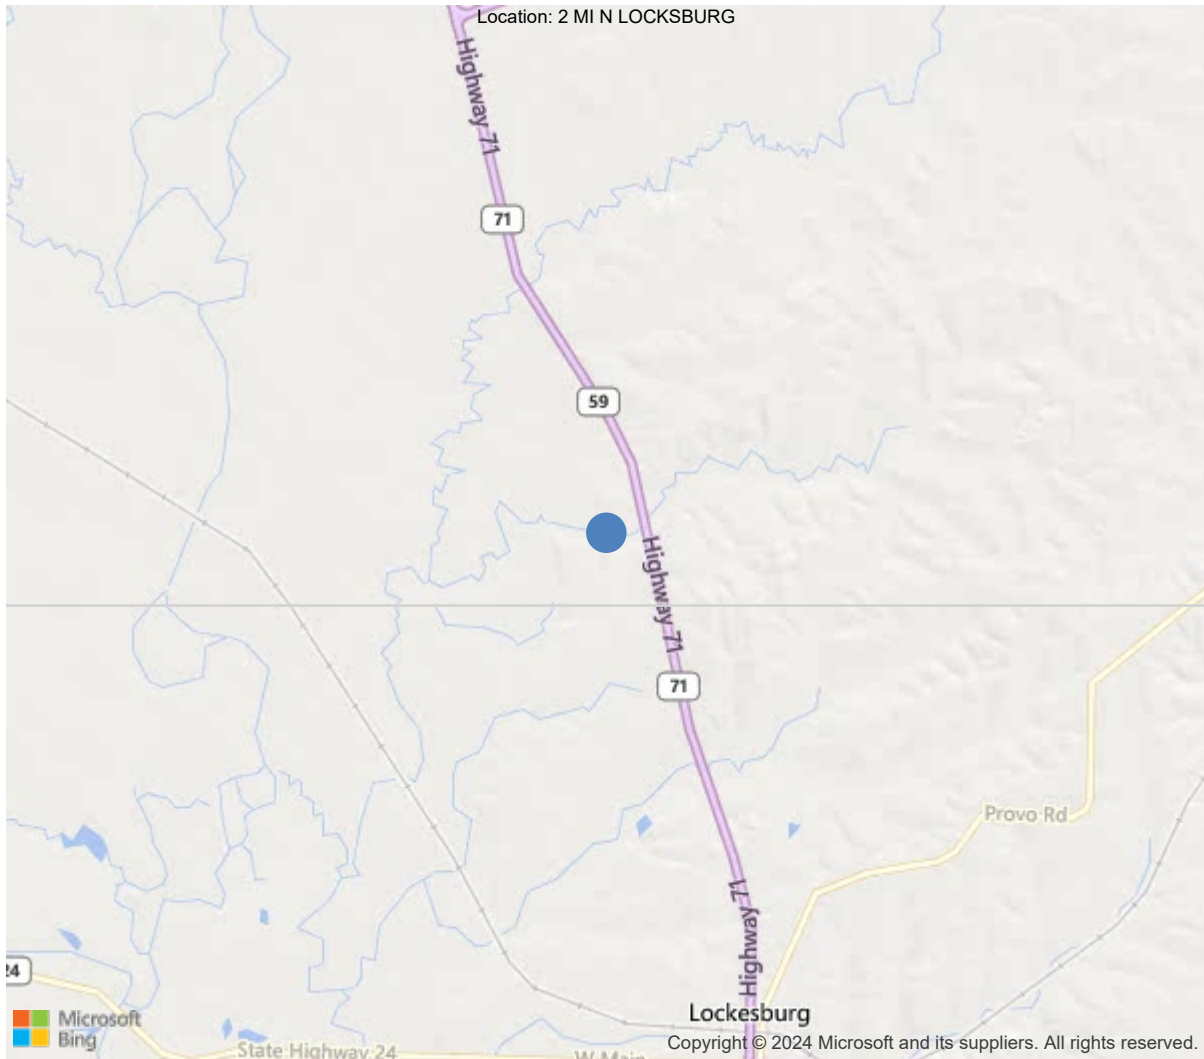 Location: 2 MI N LOCKSBURG
Highway 71
71
59
Highway 71
71
Provo Rd
Highway 71
24
Lockesburg
Microsoft
Bing
State Highway 24
W Main
Copyright © 2024 Microsoft and its suppliers. All rights reserved.